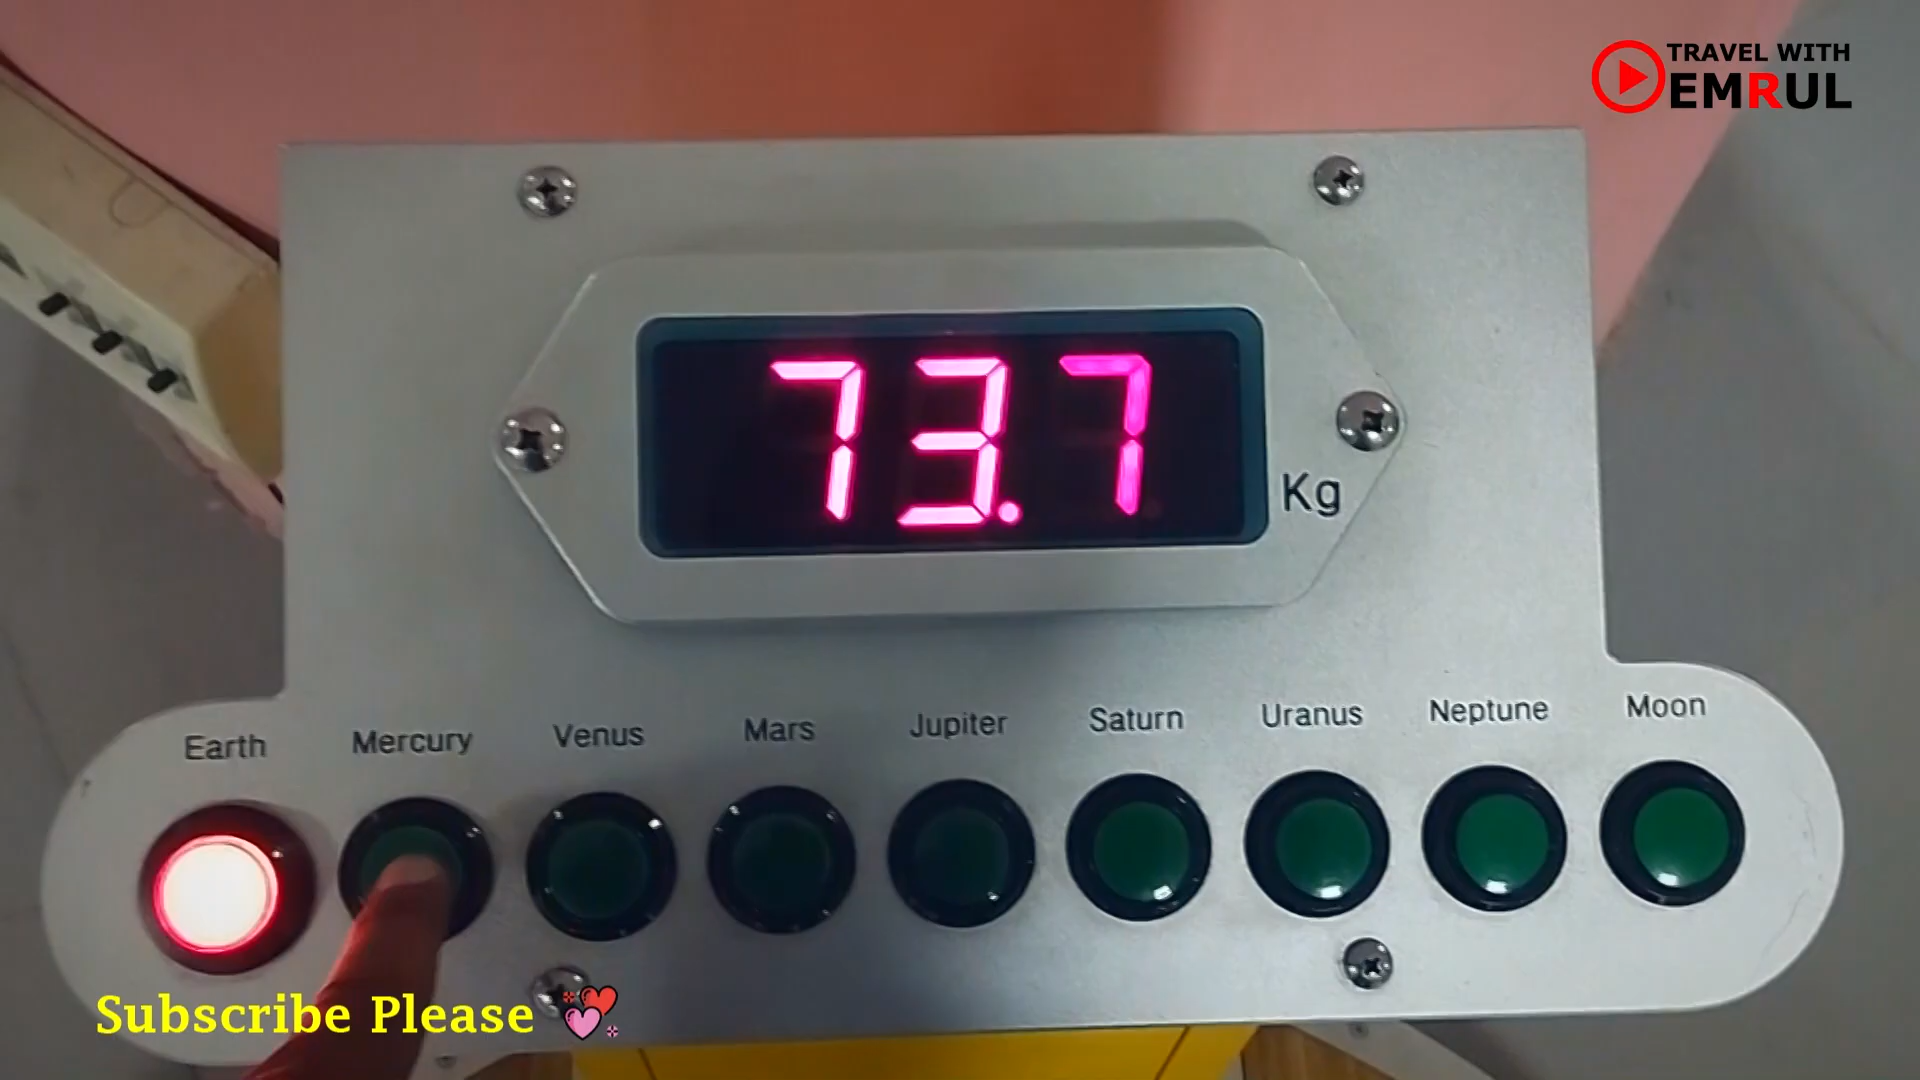 TRAVEL WITH
EMRUL
73.7
Kg
Earth Mercury Venus Mars Jupiter Saturn Uranus Neptune Moon
Subscribe Please